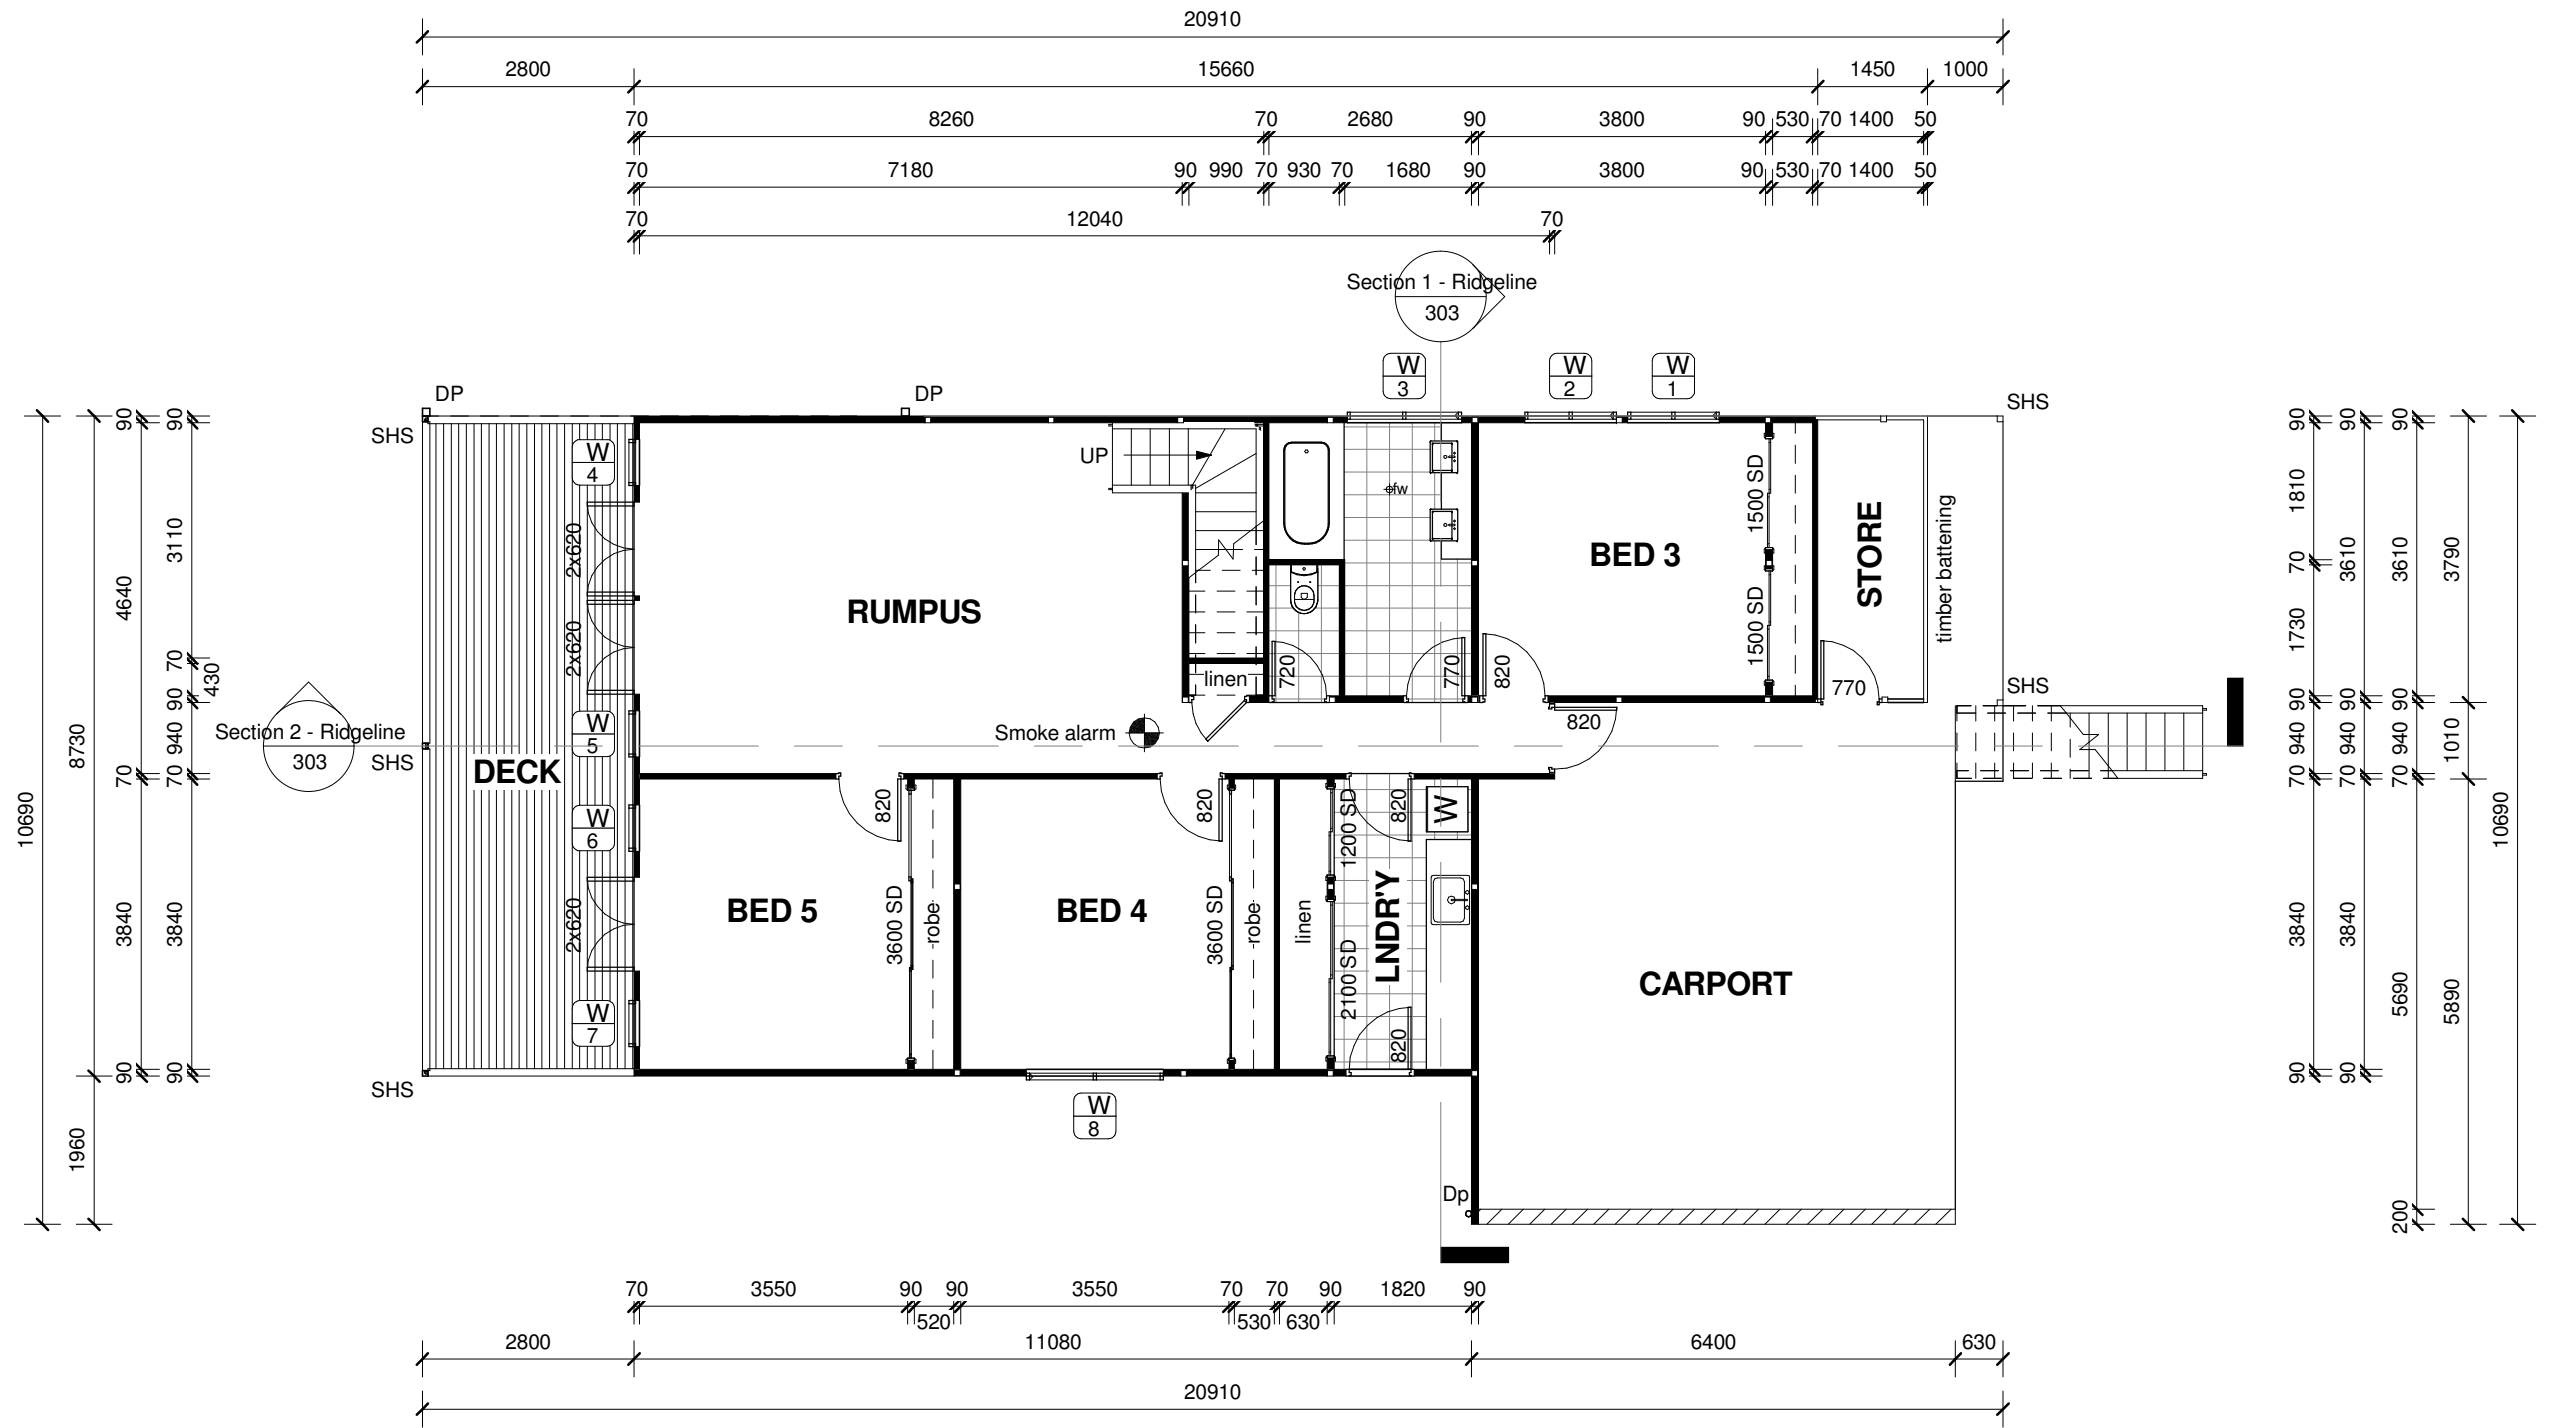 20910
2800 15660 1450 1000
70 8260 70 2680 90 3800 90 530 70 1400 50
70 7180 90 990 70 930 70 1680 90 3800 90 530 70 1400 50
70 12040 70
Section 1 - Ridgeline
303
W
3
W
2
W
1
DP
DP
SHS
SHS
W
4
UP
fw
2x620
2x620
RUMPUS
linen
720
770
BED 3
820
1500 SD
1500 SD
STORE
770
timber battening
SHS
Section 2 - Ridgeline
303
SHS
DECK
W
5
Smoke alarm
820
W
6
2x620
W
7
BED 5
820
3600 SD
robe
BED 4
820
3600 SD
robe
linen
1200 SD
2100 SD
820
LNDR'Y
W
820
CARPORT
SHS
W
8
Dp
10690
8730
1960
90
4640
70
3840
90
90
3110
70
430
90
940
70
3840
90
90
1810
70
1730
90
940
70
3840
90
90
3610
90
940
70
3840
90
90
3610
90
940
70
5690
200
3790
1010
5890
10690
70 3550 90 90 3550 70 70 90 1820 90
520 530 630
2800 11080 6400 630
20910